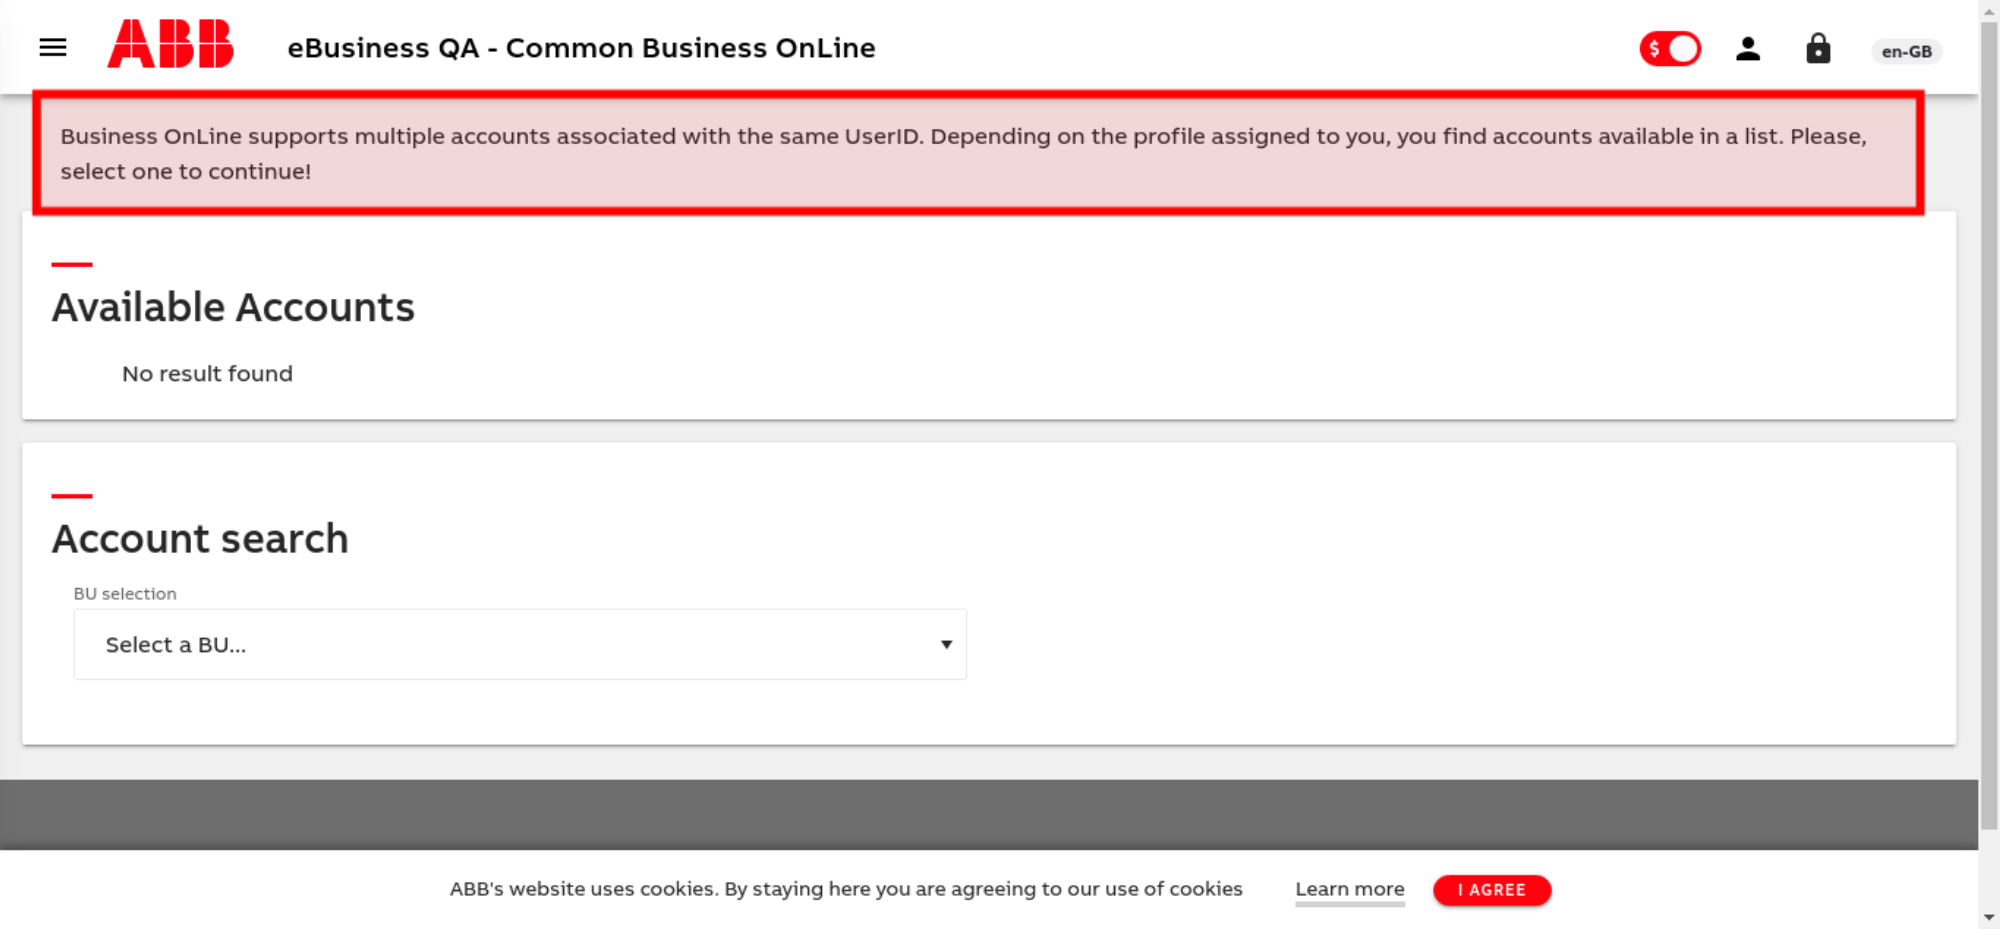 ABB
eBusiness QA - Common Business OnLine
$
en-GB
Business OnLine supports multiple accounts associated with the same UserID. Depending on the profile assigned to you, you find accounts available in a list. Please,
select one to continue!
Available Accounts
No result found
Account search
BU selection
Select a BU...
ABB's website uses cookies. By staying here you are agreeing to our use of cookies
Learn more
I AGREE